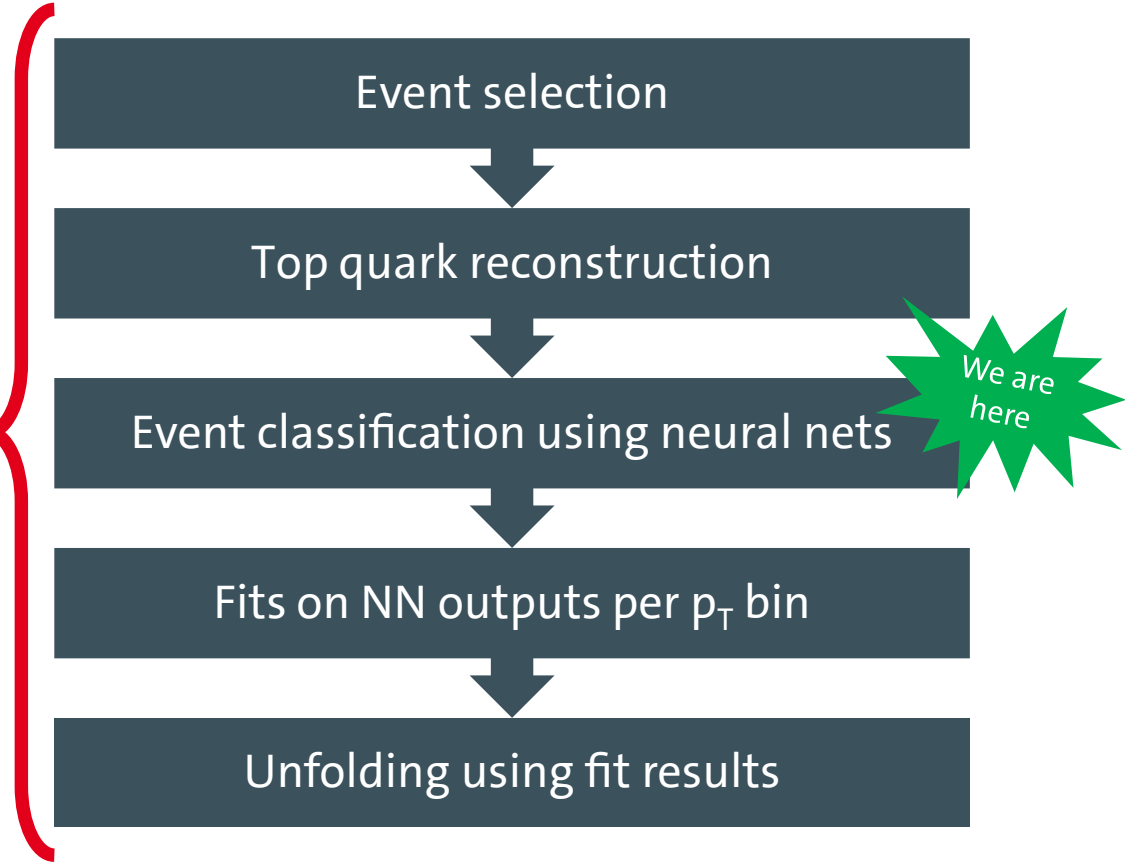 Event selection
Top quark reconstruction
We are
here
Event classification using neural nets
Fits on NN outputs per pT bin
Unfolding using fit results